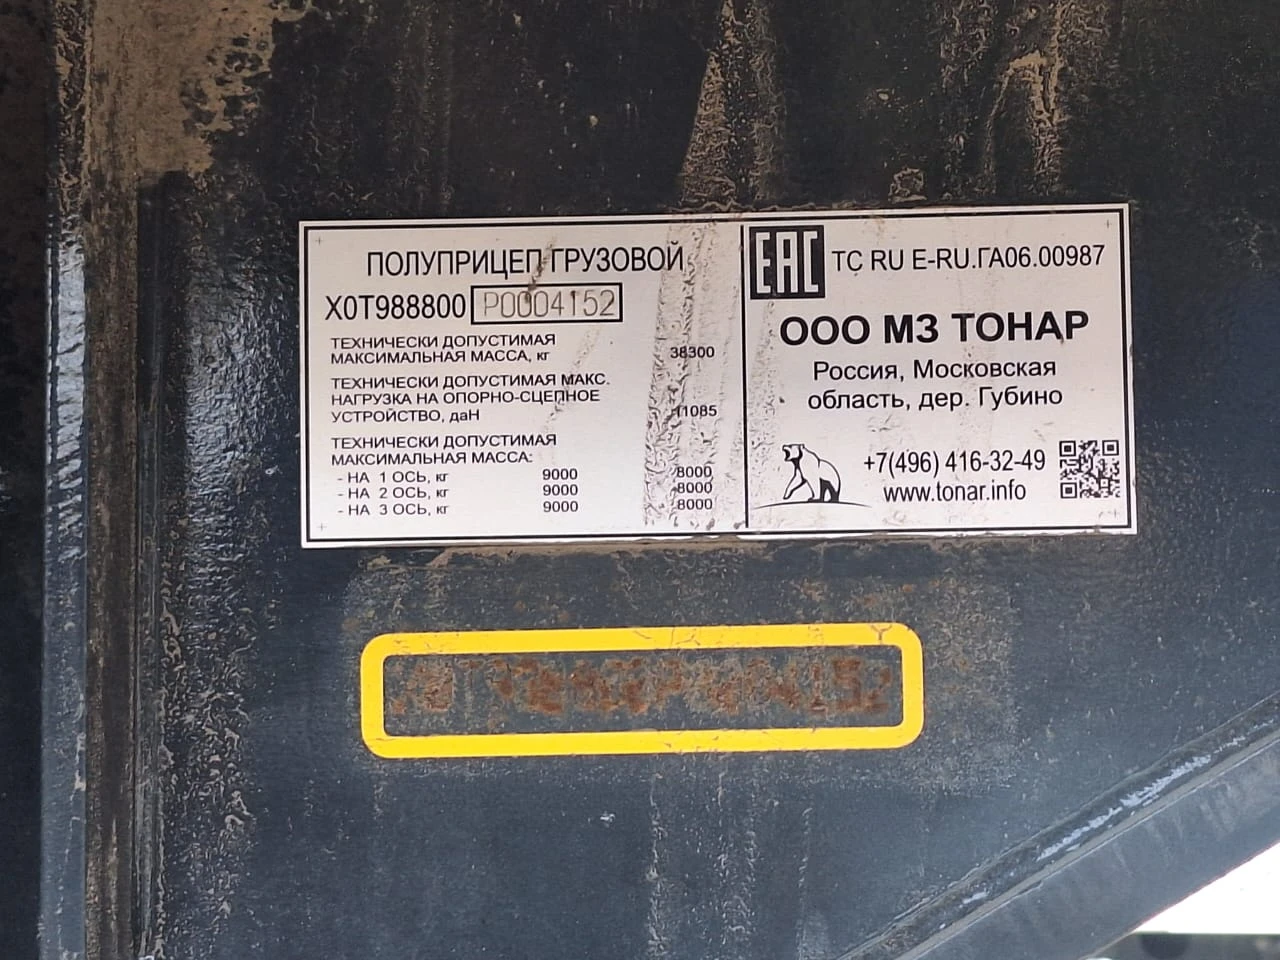 ПОЛУПРИЦЕП ГРУЗОВОЙ
X0T988800 P0004152
ТЕХНИЧЕСКИ ДОПУСТИМАЯ
МАКСИМАЛЬНАЯ МАССА, кг 38300
ТЕХНИЧЕСКИ ДОПУСТИМАЯ МАКС.
НАГРУЗКА НА ОПОРНО-СЦЕПНОЕ
УСТРОЙСТВО, даН 11085
ТЕХНИЧЕСКИ ДОПУСТИМАЯ
МАКСИМАЛЬНАЯ МАССА:
- НА 1 ОСЬ, кг 9000 8000
- НА 2 ОСЬ, кг 9000 8000
- НА 3 ОСЬ, кг 9000 8000
EAC ТС RU E-RU.ГА06.00987
ООО МЗ ТОНАР
Россия, Московская
область, дер. Губино
+7(496) 416-32-49
www.tonar.info